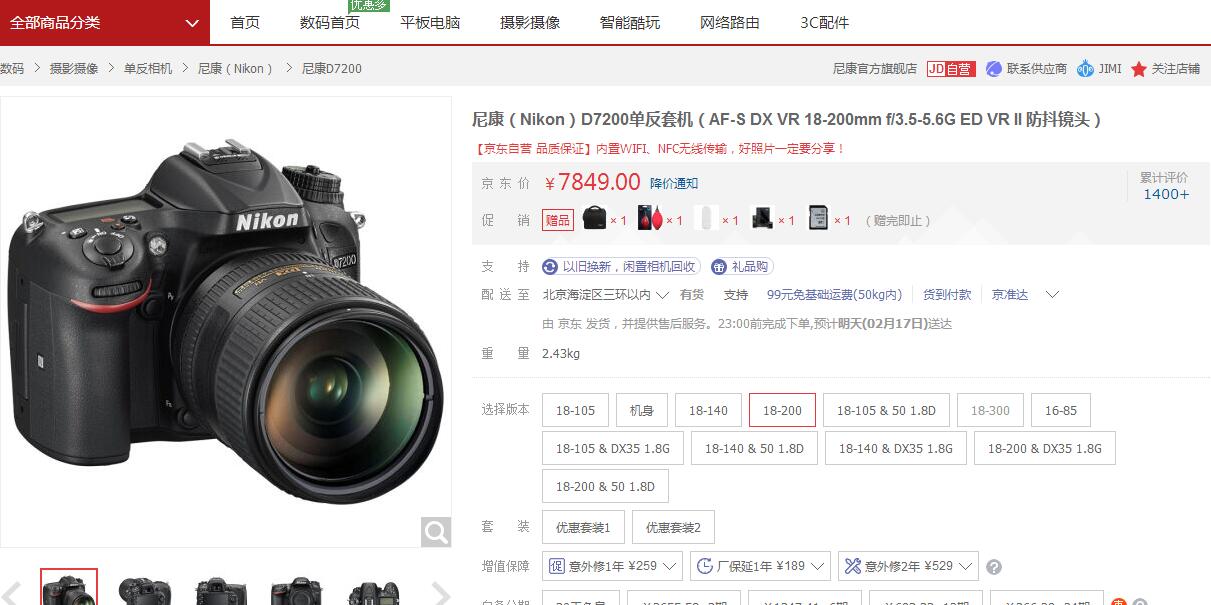 全部商品分类 首页 数码首页 优惠多 平板电脑 摄影摄像 智能酷玩 网络路由 3C配件
数码 > 摄影摄像 > 单反相机 > 尼康（Nikon） > 尼康D7200 尼康官方旗舰店 JD自营 联系供应商 JIMI 关注店铺
尼康（Nikon）D7200单反套机（AF-S DX VR 18-200mm f/3.5-5.6G ED VR II 防抖镜头）
【京东自营 品质保证】内置WIFI、NFC无线传输，好照片一定要分享！
京东价 ￥7849.00 降价通知 累计评价
1400+
促销 赠品 ×1 ×1 ×1 ×1 ×1 （赠完即止）
支持 以旧换新，闲置相机回收 礼品购
配送至 北京海淀区三环以内 有货 支持 99元免基础运费(50kg内) 货到付款 京准达
由 京东 发货，并提供售后服务。23:00前完成下单,预计明天(02月17日)送达
重量 2.43kg
选择版本 18-105 机身 18-140 18-200 18-105 & 50 1.8D 18-300 16-85
18-105 & DX35 1.8G 18-140 & 50 1.8D 18-140 & DX35 1.8G 18-200 & DX35 1.8G
18-200 & 50 1.8D
套装 优惠套装1 优惠套装2
增值保障 促 意外修1年 ¥259 厂保延1年 ¥189 意外修2年 ¥529 ?
Nikon
D7200